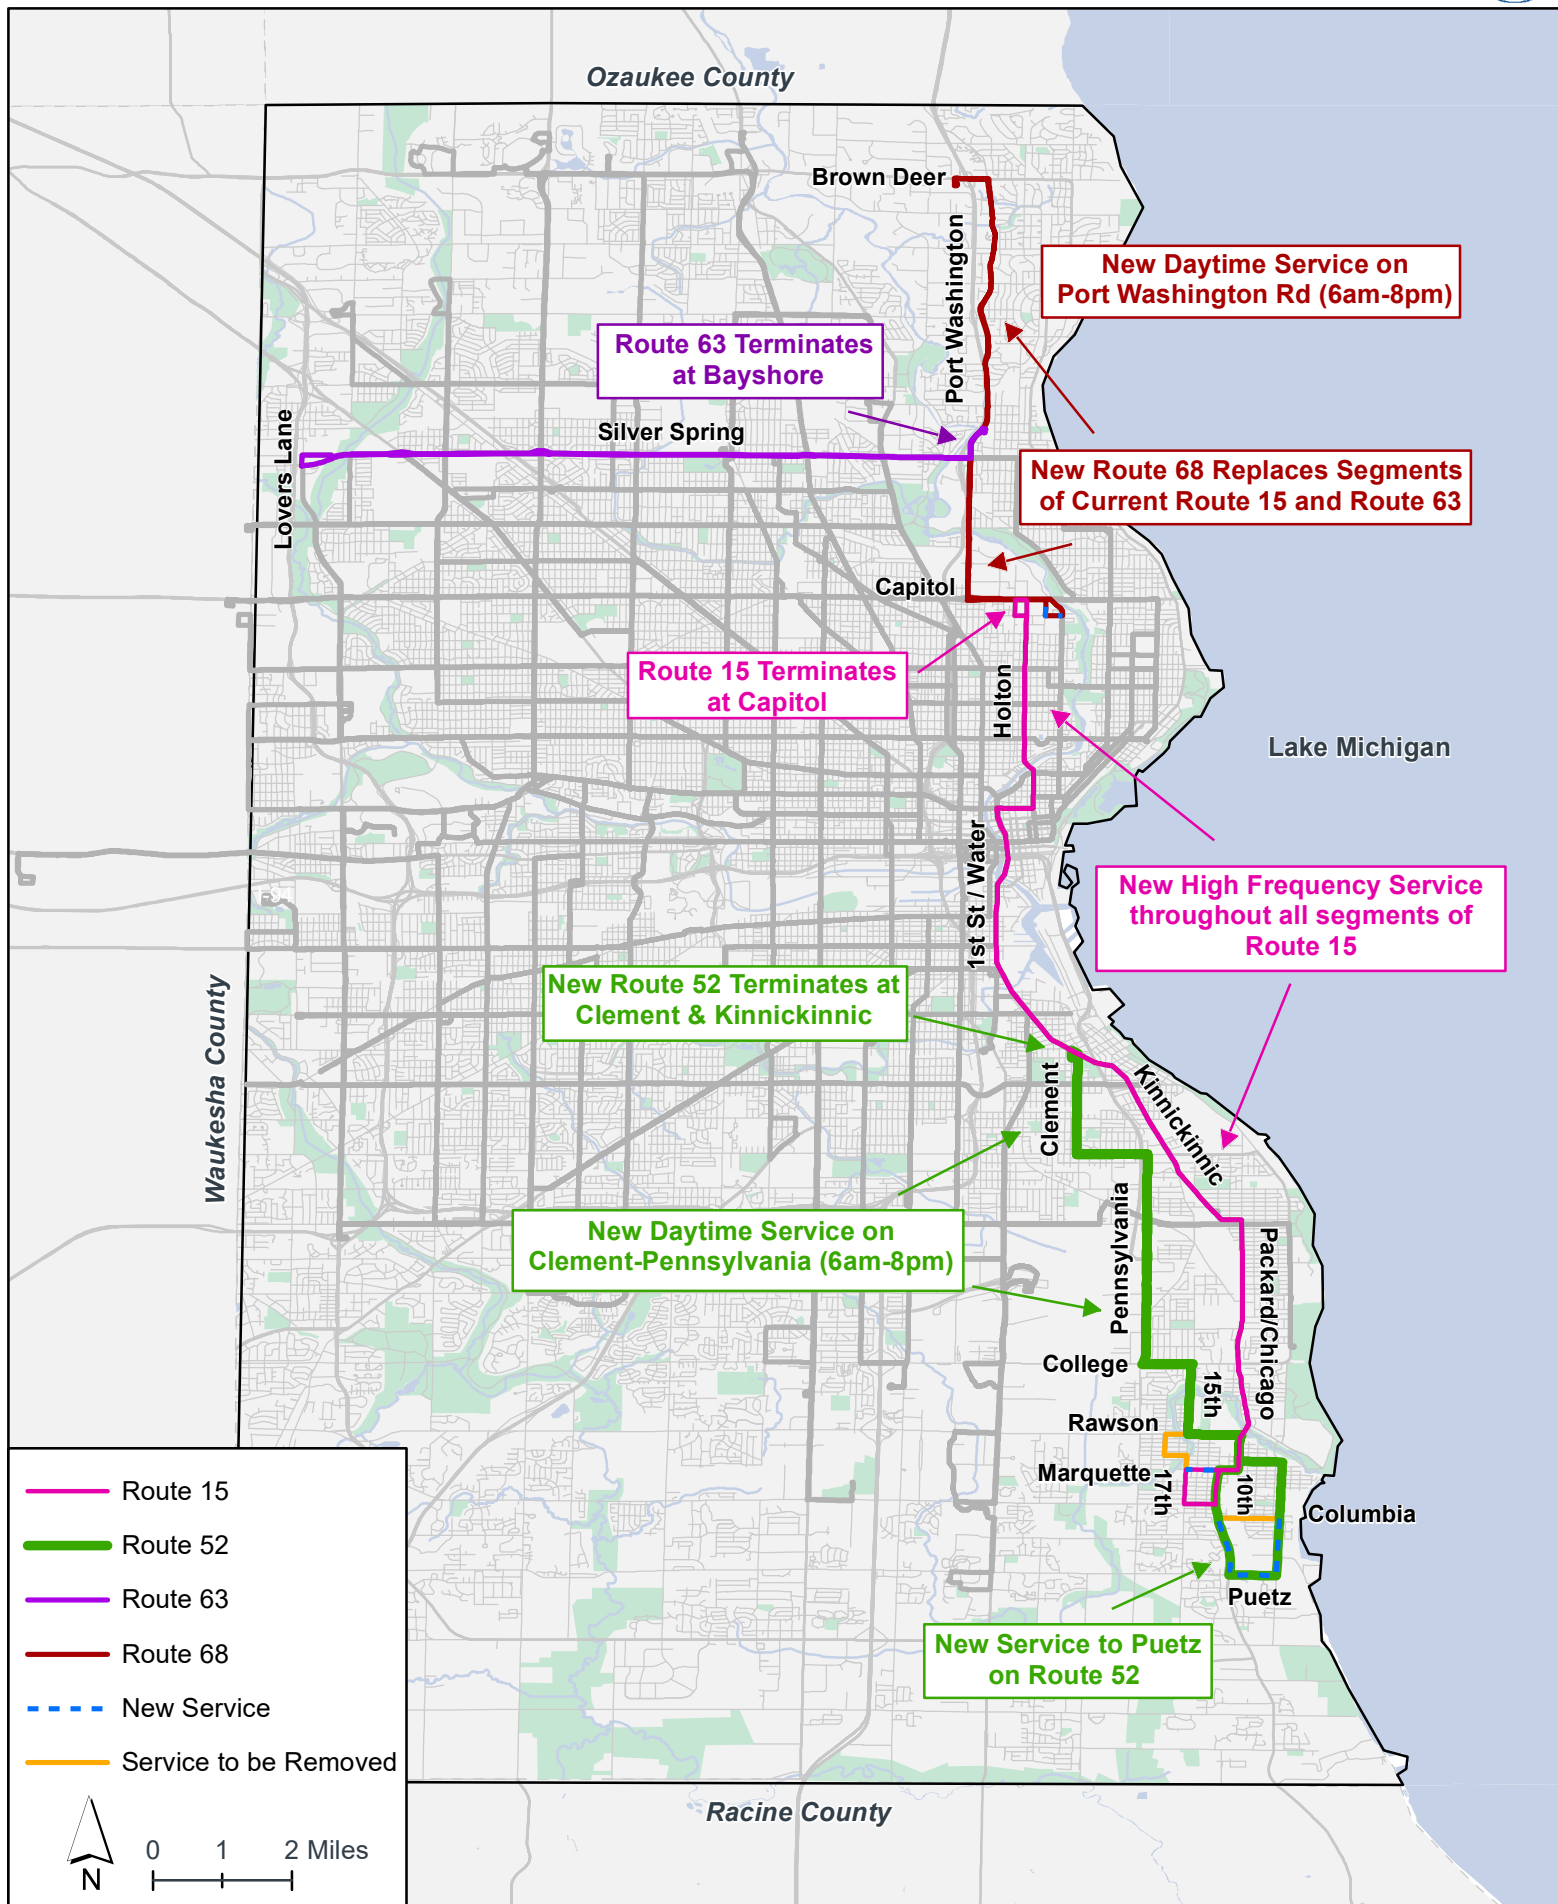 Ozaukee County
Brown Deer
Port Washington
New Daytime Service on
Port Washington Rd (6am-8pm)
Route 63 Terminates
at Bayshore
Silver Spring
Lovers Lane
New Route 68 Replaces Segments
of Current Route 15 and Route 63
Capitol
Route 15 Terminates
at Capitol
Holton
Lake Michigan
1st St / Water
New High Frequency Service
throughout all segments of
Route 15
I-94
New Route 52 Terminates at
Clement & Kinnickinnic
Waukesha County
Clement
Kinnickinnic
New Daytime Service on
Clement-Pennsylvania (6am-8pm)
Pennsylvania
Packard/Chicago
College
15th
Rawson
Marquette
17th
10th
Columbia
Puetz
New Service to Puetz
on Route 52
Route 15
Route 52
Route 63
Route 68
New Service
Service to be Removed
N
0 1 2 Miles
Racine County